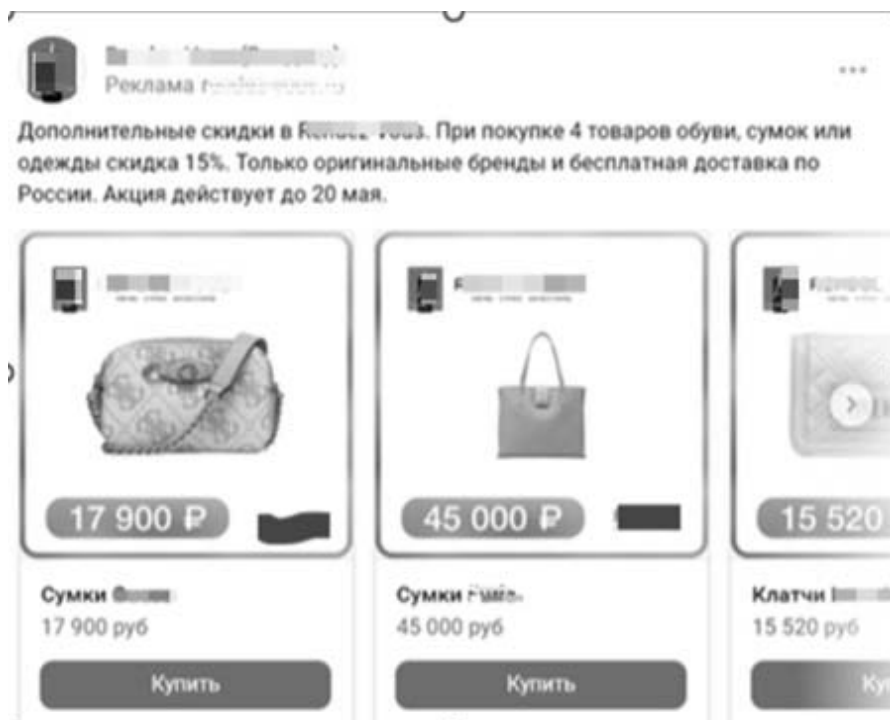 Реклама
Дополнительные скидки в При покупке 4 товаров обуви, сумок или
одежды скидка 15%. Только оригинальные бренды и бесплатная доставка по
России. Акция действует до 20 мая.
17 900 ₽
45 000 ₽
15 520
Сумки
Сумки
Клатчи
17 900 руб
45 000 руб
15 520 руб
Купить
Купить